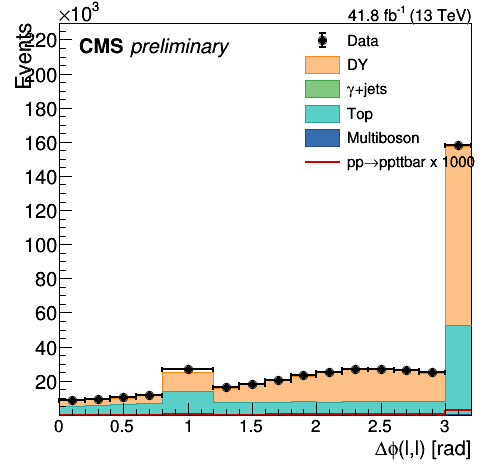 ×10³
41.8 fb⁻¹ (13 TeV)
Events
CMS preliminary
Data
DY
γ+jets
Top
Multiboson
pp→ppttbar x 1000
220
200
180
160
140
120
100
80
60
40
20
0 0.5 1 1.5 2 2.5 3
Δϕ(l,l) [rad]